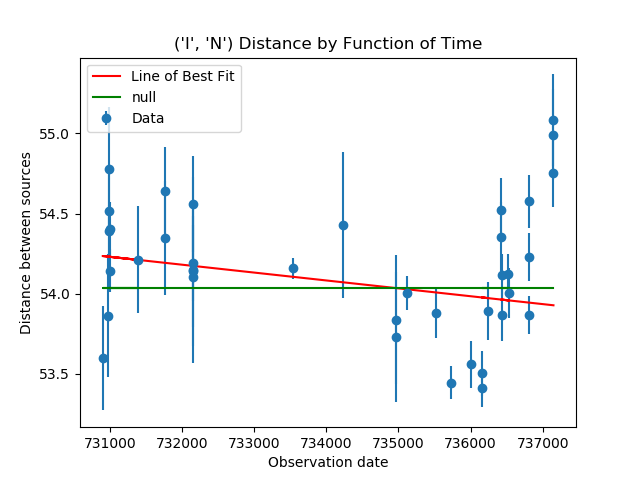 ('I', 'N') Distance by Function of Time
Line of Best Fit
null
Data
Distance between sources
55.0
54.5
54.0
53.5
731000 732000 733000 734000 735000 736000 737000
Observation date